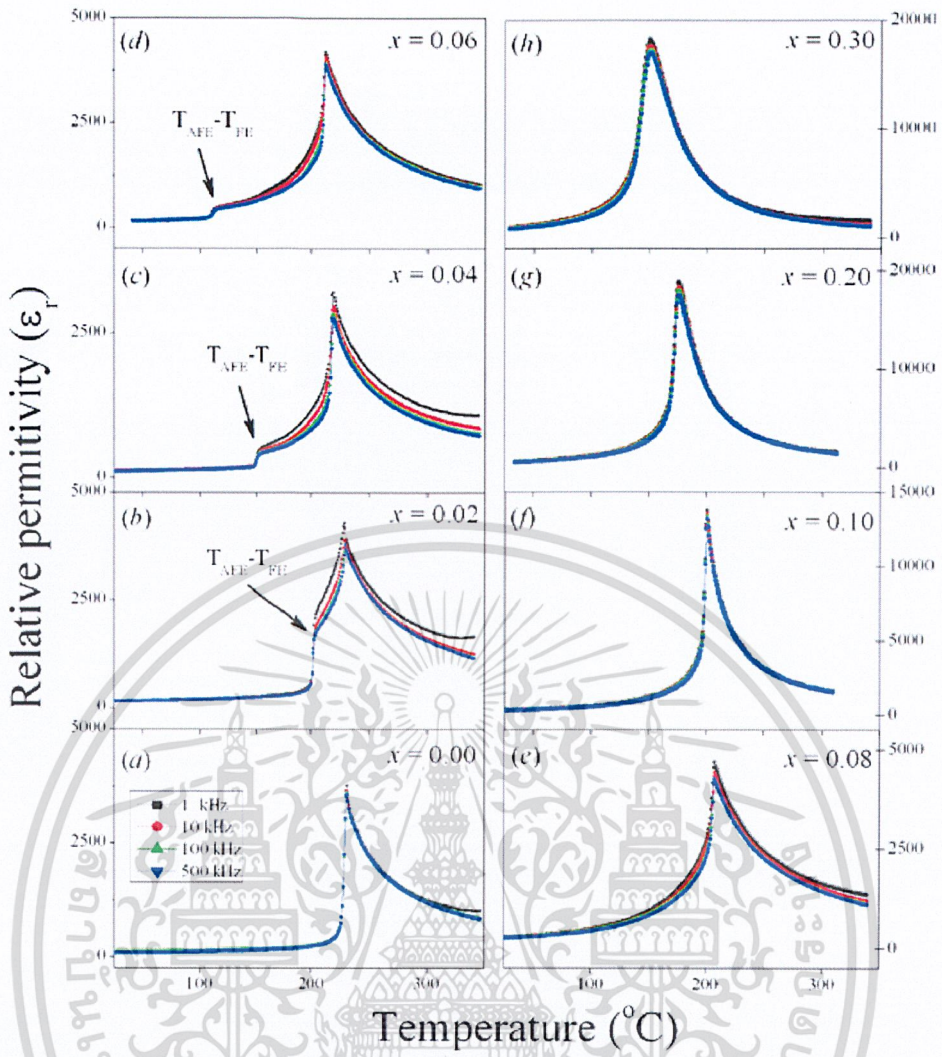 Relative permitivity (εr)
5000
(d)
x = 0.06
2500
T_AFE-T_FE
0
(h)
x = 0.30
20000
10000
0
(c)
x = 0.04
2500
T_AFE-T_FE
0
(g)
x = 0.20
20000
10000
0
5000
(b)
x = 0.02
2500
T_AFE-T_FE
0
(f)
x = 0.10
15000
10000
5000
0
5000
(a)
x = 0.00
1 kHz
10 kHz
100 kHz
500 kHz
2500
0
(e)
x = 0.08
5000
2500
0
100 200 300
100 200 300
Temperature (°C)